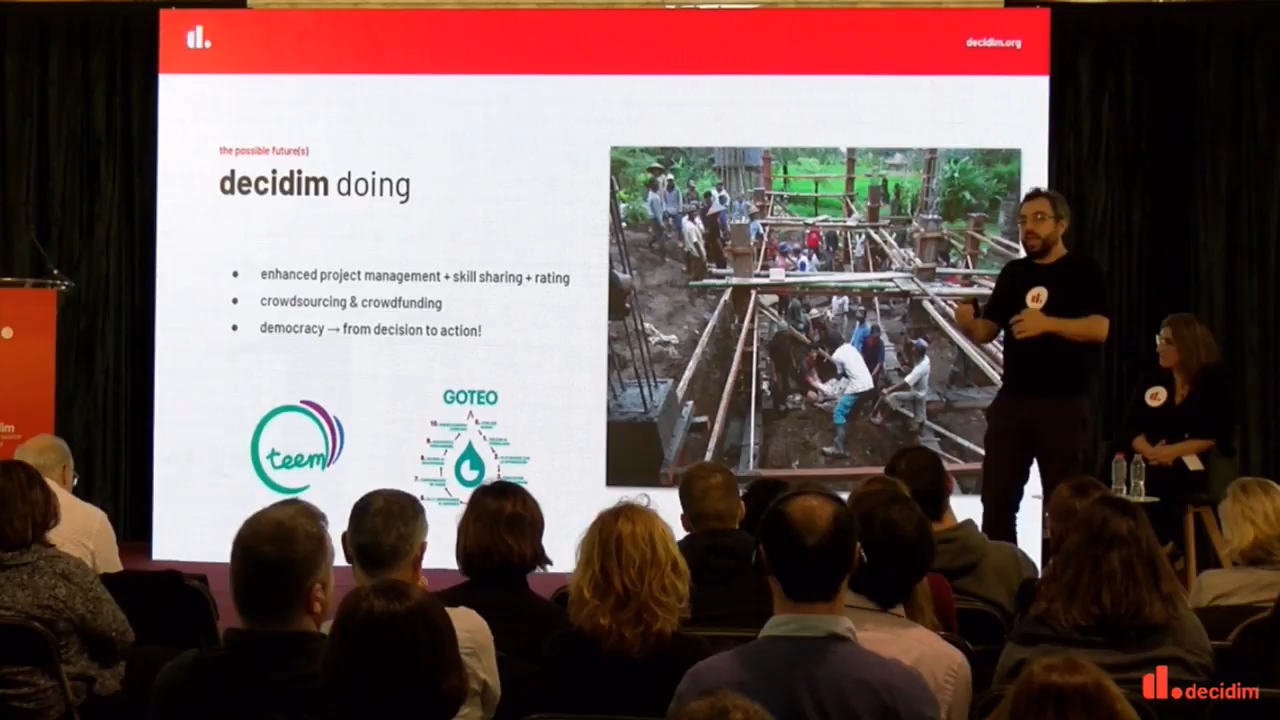 d.
decidim.org
the possible future(s)
decidim doing
● enhanced project management + skill sharing + rating
● crowdsourcing & crowdfunding
● democracy → from decision to action!
teem
GOTEO
d.
d.
d.decidim